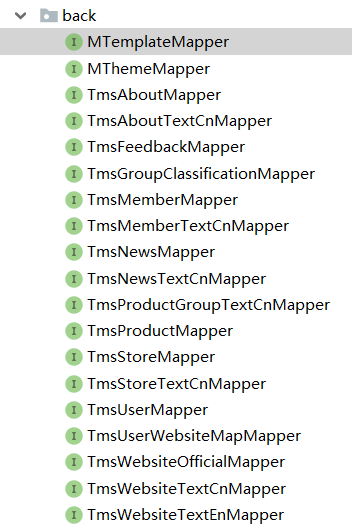 back
I MTemplateMapper
I MThemeMapper
I TmsAboutMapper
I TmsAboutTextCnMapper
I TmsFeedbackMapper
I TmsGroupClassificationMapper
I TmsMemberMapper
I TmsMemberTextCnMapper
I TmsNewsMapper
I TmsNewsTextCnMapper
I TmsProductGroupTextCnMapper
I TmsProductMapper
I TmsStoreMapper
I TmsStoreTextCnMapper
I TmsUserMapper
I TmsUserWebsiteMapMapper
I TmsWebsiteOfficialMapper
I TmsWebsiteTextCnMapper
I TmsWebsiteTextEnMapper